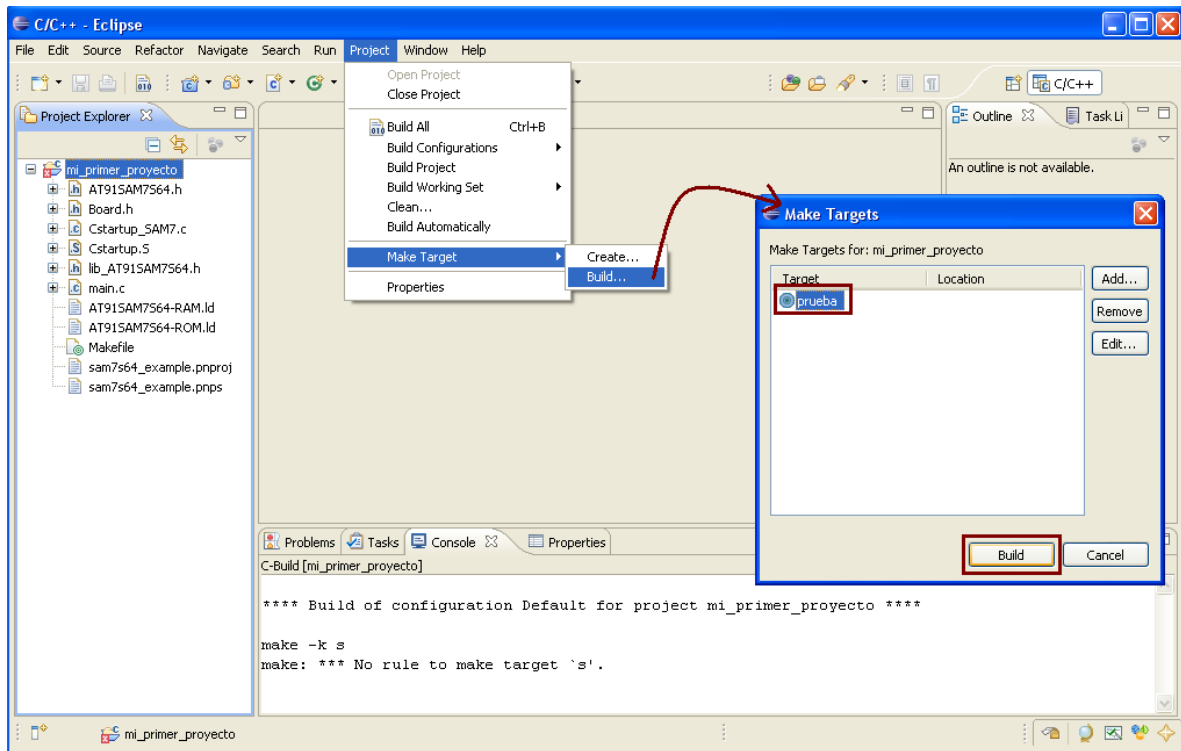 C/C++ - Eclipse
File Edit Source Refactor Navigate Search Run Project Window Help
C/C++
Project Explorer
mi_primer_proyecto
AT91SAM7S64.h
Board.h
Cstartup_SAM7.c
Cstartup.S
lib_AT91SAM7S64.h
main.c
AT91SAM7S64-RAM.ld
AT91SAM7S64-ROM.ld
Makefile
sam7s64_example.pnproj
sam7s64_example.pnps
Open Project
Close Project
Build All Ctrl+B
Build Configurations
Build Project
Build Working Set
Clean...
Build Automatically
Make Target
Properties
Create...
Build...
Outline Task Li
An outline is not available.
Make Targets
Make Targets for: mi_primer_proyecto
Target Location
prueba
Add...
Remove
Edit...
Build Cancel
Problems Tasks Console Properties
C-Build [mi_primer_proyecto]
**** Build of configuration Default for project mi_primer_proyecto ****
make -k s
make: *** No rule to make target `s'.
mi_primer_proyecto